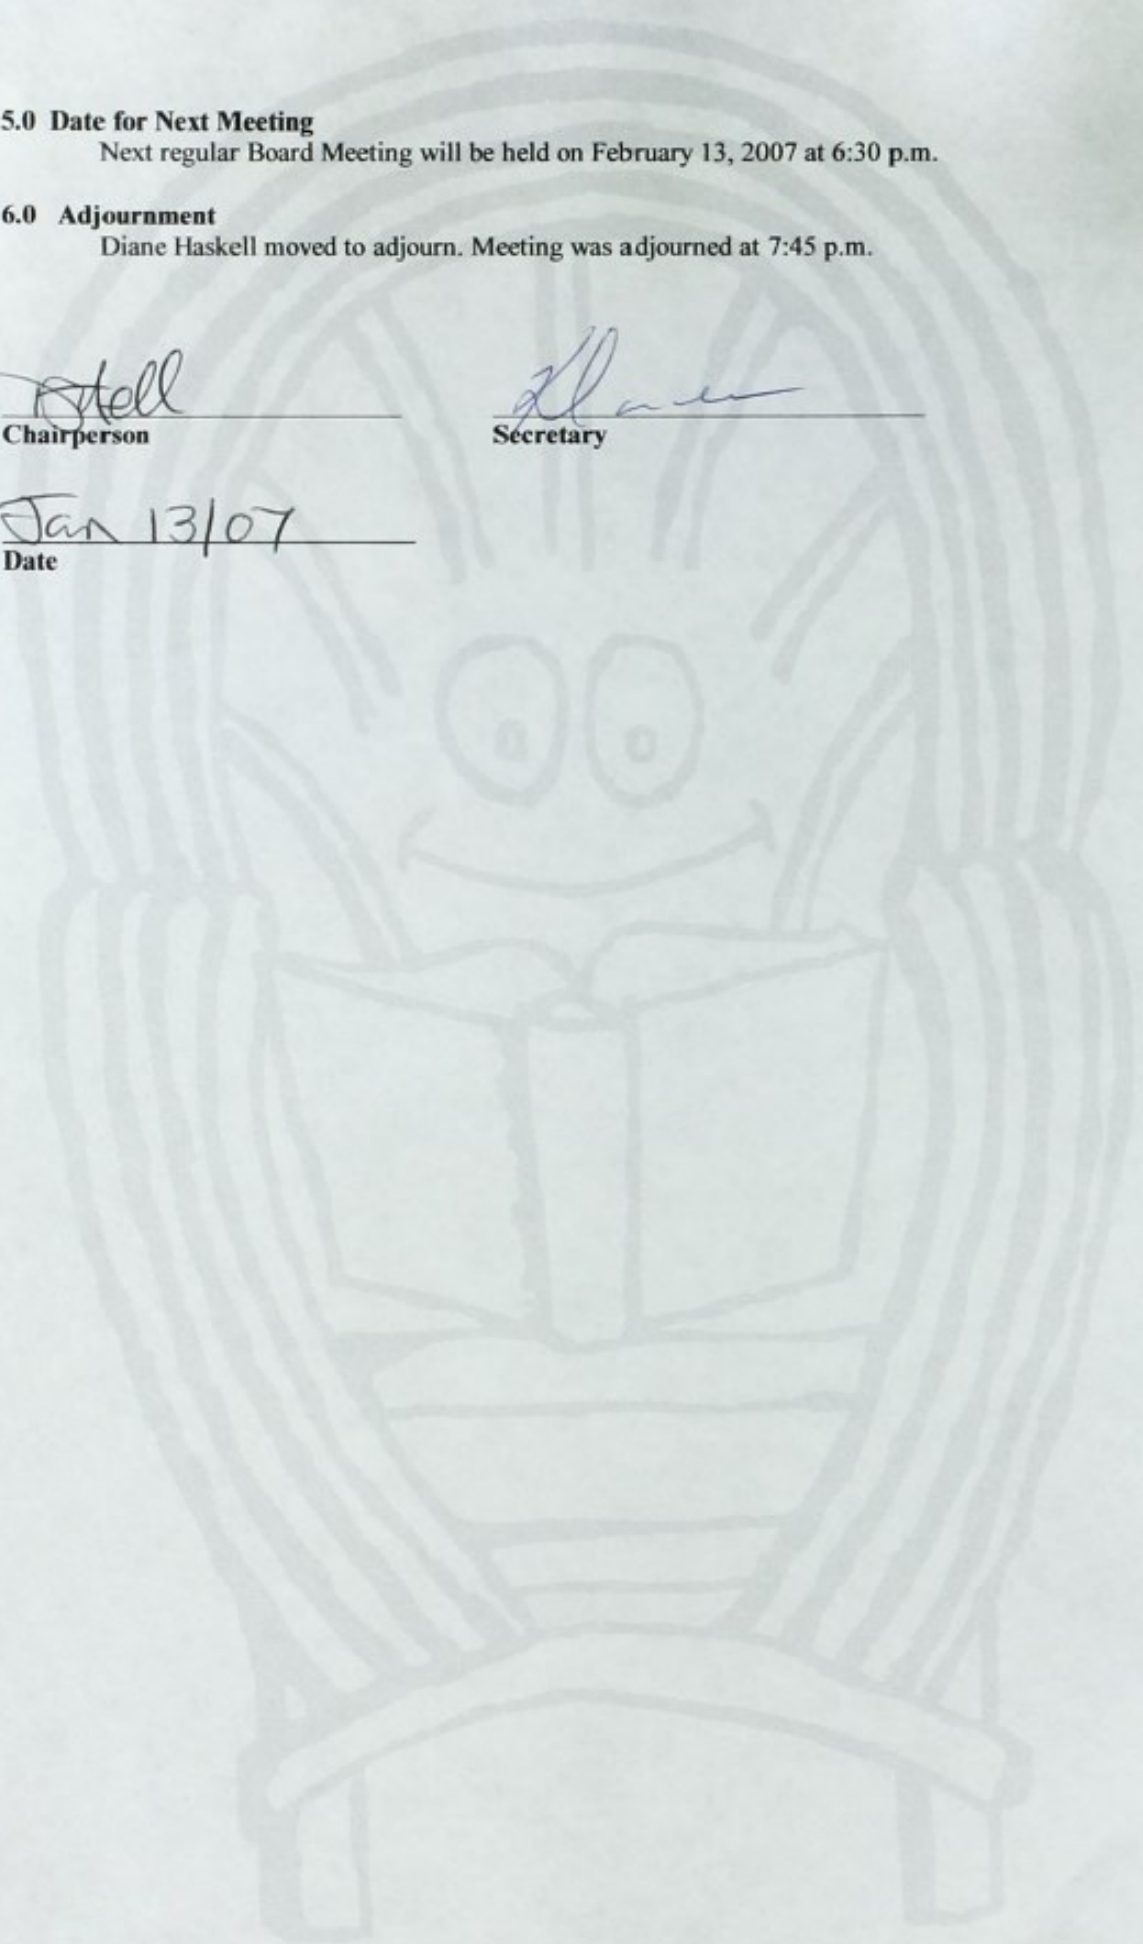 5.0 Date for Next Meeting
Next regular Board Meeting will be held on February 13, 2007 at 6:30 p.m.
6.0 Adjournment
Diane Haskell moved to adjourn. Meeting was adjourned at 7:45 p.m.
Chairperson
Secretary
Jan 13/07
Date